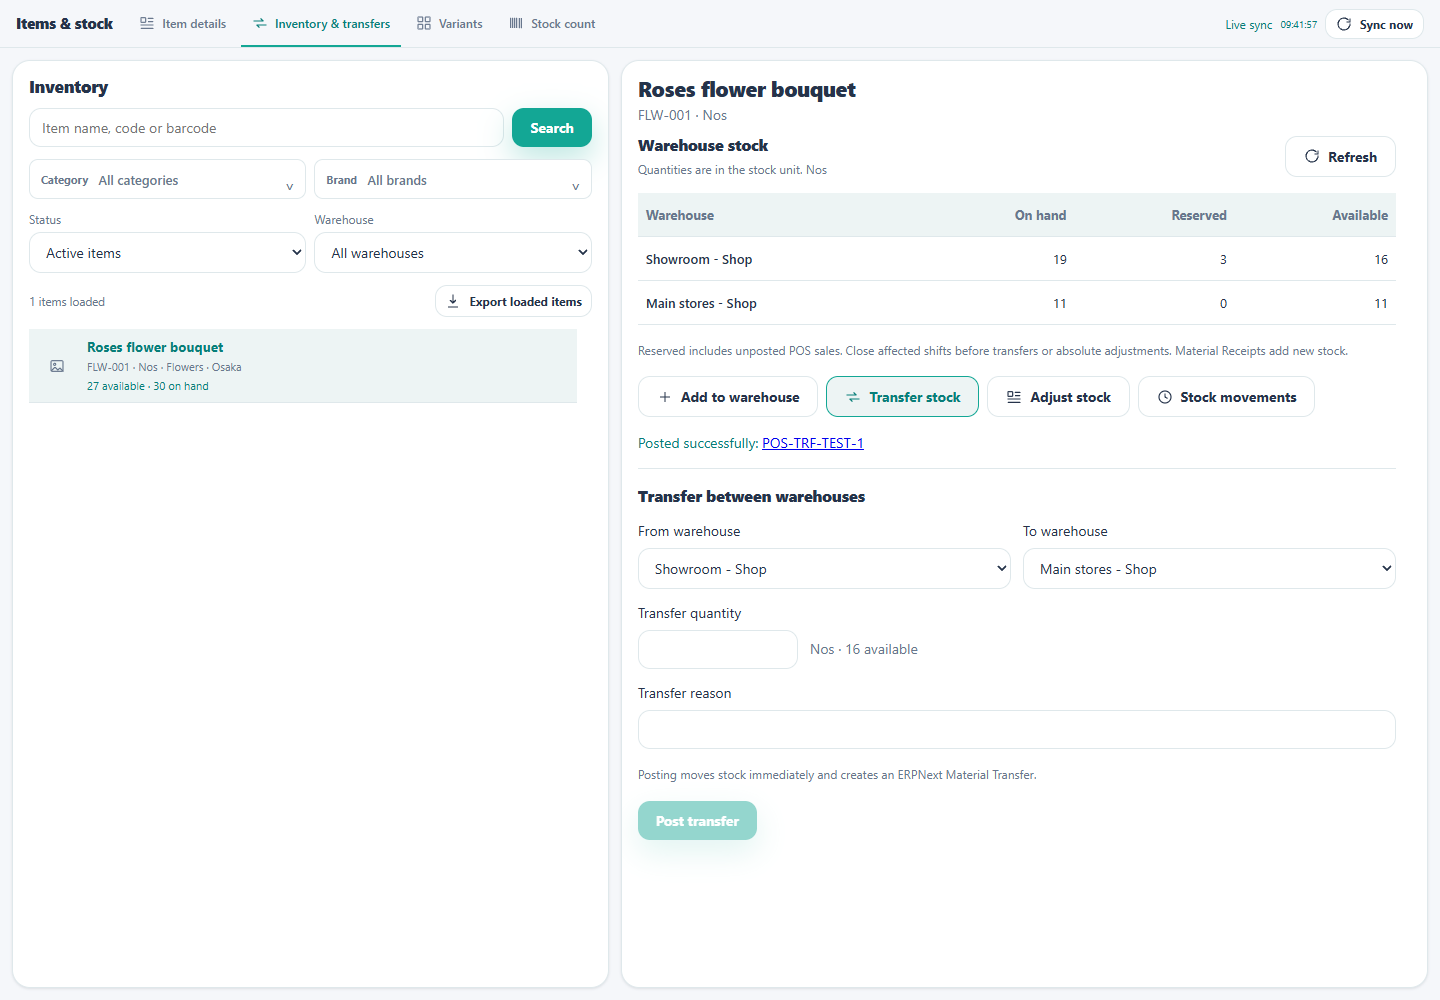 Items & stock
Item details
Inventory & transfers
Variants
Stock count
Live sync 09:41:57
Sync now
Inventory
Item name, code or barcode
Search
Category All categories
Brand All brands
Status
Warehouse
Active items
All warehouses
1 items loaded
Export loaded items
Roses flower bouquet
FLW-001 · Nos · Flowers · Osaka
27 available · 30 on hand
Roses flower bouquet
FLW-001 · Nos
Warehouse stock
Quantities are in the stock unit. Nos
Refresh
Warehouse On hand Reserved Available
Showroom - Shop 19 3 16
Main stores - Shop 11 0 11
Reserved includes unposted POS sales. Close affected shifts before transfers or absolute adjustments. Material Receipts add new stock.
Add to warehouse
Transfer stock
Adjust stock
Stock movements
Posted successfully: POS-TRF-TEST-1
Transfer between warehouses
From warehouse
To warehouse
Showroom - Shop
Main stores - Shop
Transfer quantity
Nos · 16 available
Transfer reason
Posting moves stock immediately and creates an ERPNext Material Transfer.
Post transfer